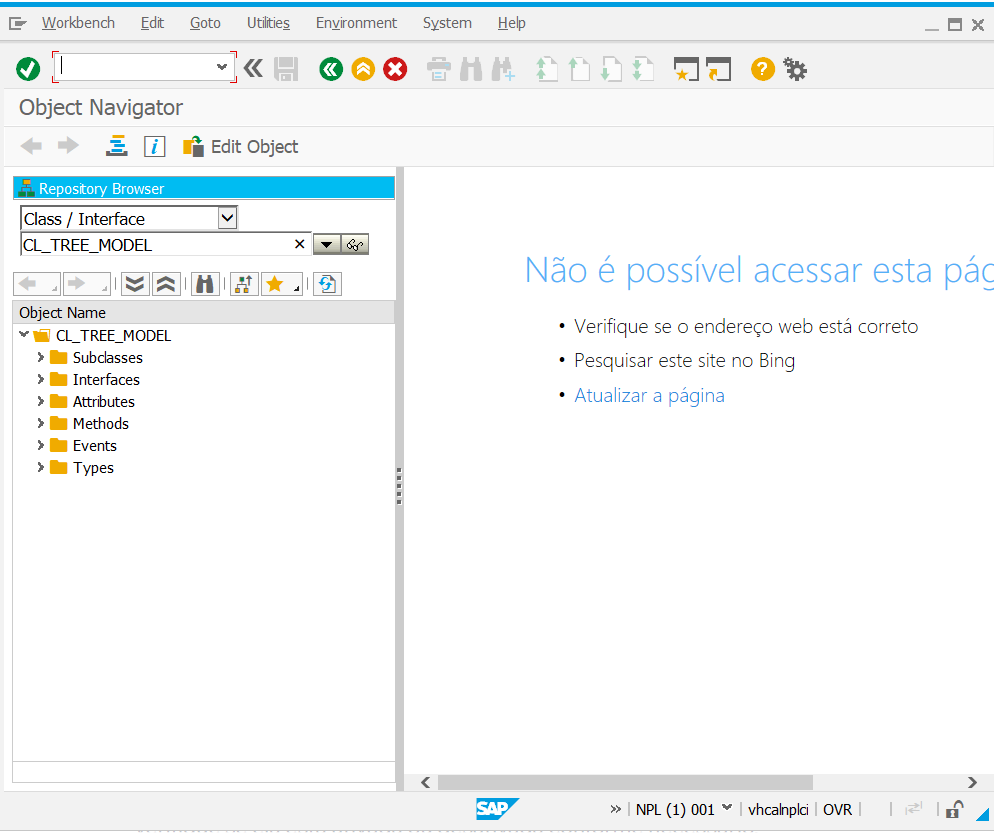 Workbench Edit Goto Utilities Environment System Help
Object Navigator
Edit Object
Repository Browser
Class / Interface
CL_TREE_MODEL
Object Name
CL_TREE_MODEL
Subclasses
Interfaces
Attributes
Methods
Events
Types
Não é possível acessar esta pág
• Verifique se o endereço web está correto
• Pesquisar este site no Bing
• Atualizar a página
SAP » NPL (1) 001 vhcalnplci OVR